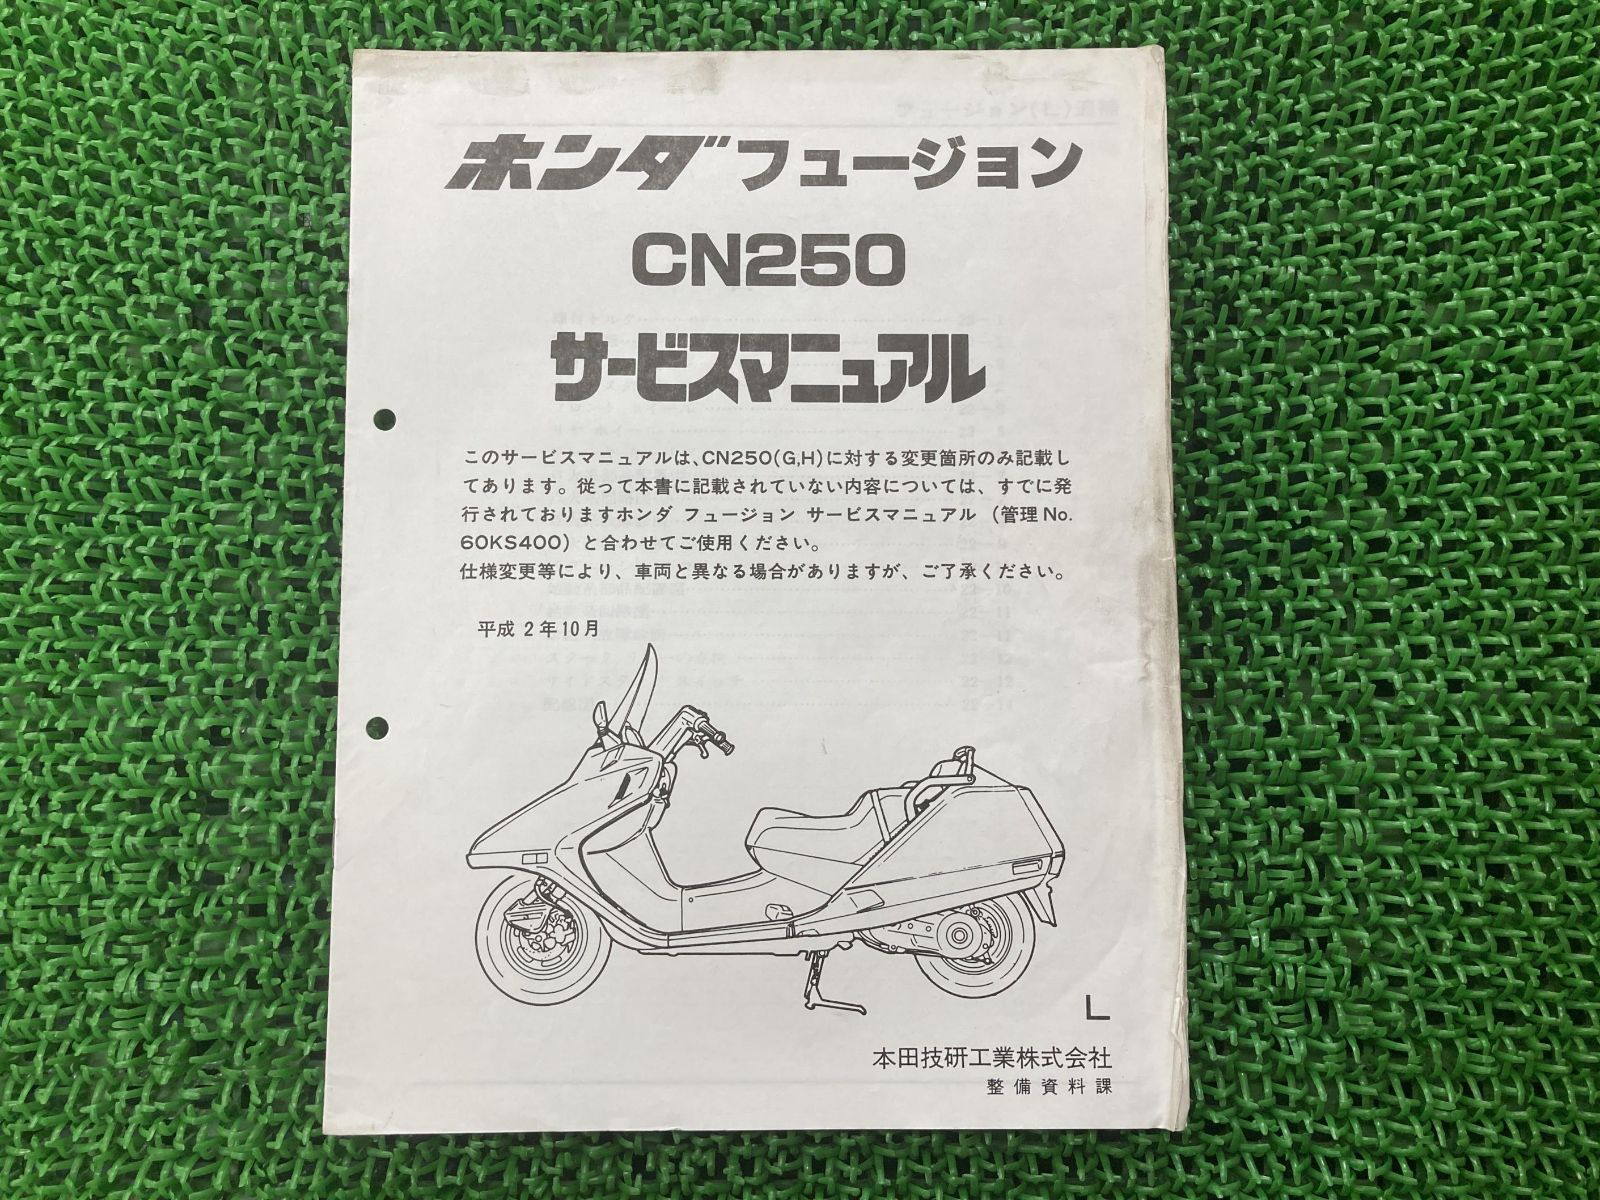 ホンダ フュージョン
CN250
サービスマニュアル
このサービスマニュアルは、CN250(G,H)に対する変更箇所のみ記載し
てあります。従って本書に記載されていない内容については、すでに発
行されておりますホンダ フュージョン サービスマニュアル (管理No.
60KS400) と合わせてご使用ください。
仕様変更等により、車両と異なる場合がありますが、ご了承ください。
平成 2年10月
L
本田技研工業株式会社
整備資料課